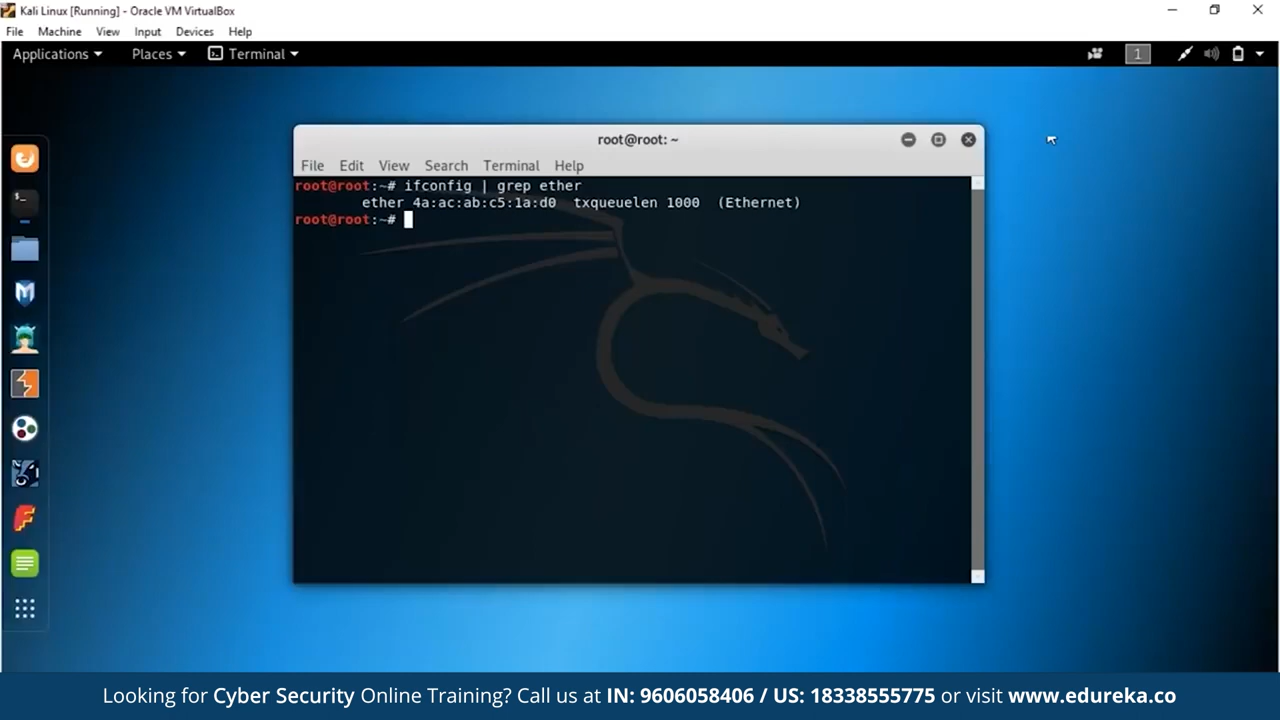 Kali Linux [Running] - Oracle VM VirtualBox
File Machine View Input Devices Help
Applications Places Terminal 1
root@root: ~
File Edit View Search Terminal Help
root@root:~# ifconfig | grep ether
ether 4a:ac:ab:c5:1a:d0 txqueuelen 1000 (Ethernet)
root@root:~#
Looking for Cyber Security Online Training? Call us at IN: 9606058406 / US: 18338555775 or visit www.edureka.co